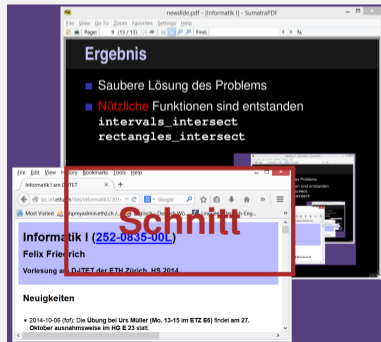 newslide.pdf - [Informatik I] - SumatraPDF
File View Go To Zoom Favorites Settings Help
Page: 9 (13 / 13) Find:
Ergebnis
Saubere Lösung des Problems
Nützliche Funktionen sind entstanden
intervals_intersect
rectangles_intersect
File Edit View History Bookmarks Tools Help
Informatik I am D-ITET
Google
Most Visited phpmyadmin.ethz.ch/...
Schnitt
Informatik I (252-0835-00L)
Felix Friedrich
Vorlesung am D-ITET der ETH Zürich, HS 2014
Neuigkeiten
2014-10-06 (fof): Die Übung bei Urs Müller (Mo. 13-15 im ETZ E6) findet am 27.
Oktober ausnahmsweise im HG E 23 statt.